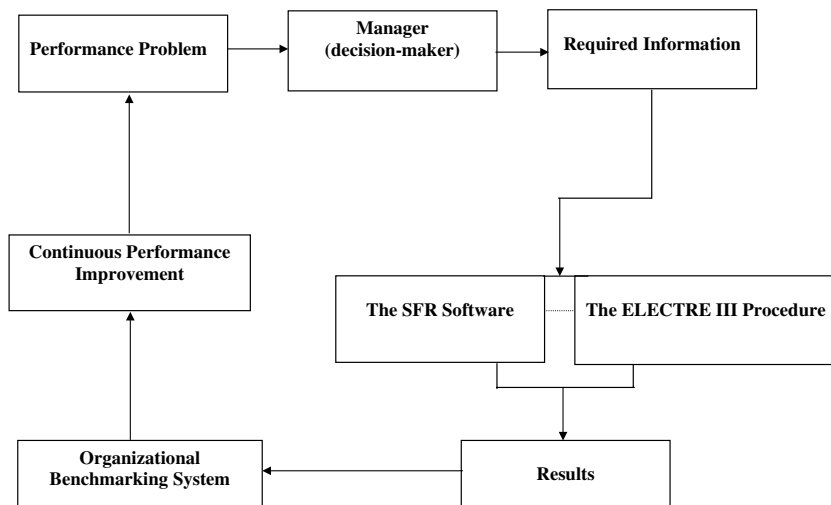 Performance Problem
Manager
(decision-maker)
Required Information
Continuous Performance
Improvement
The SFR Software
The ELECTRE III Procedure
Organizational
Benchmarking System
Results